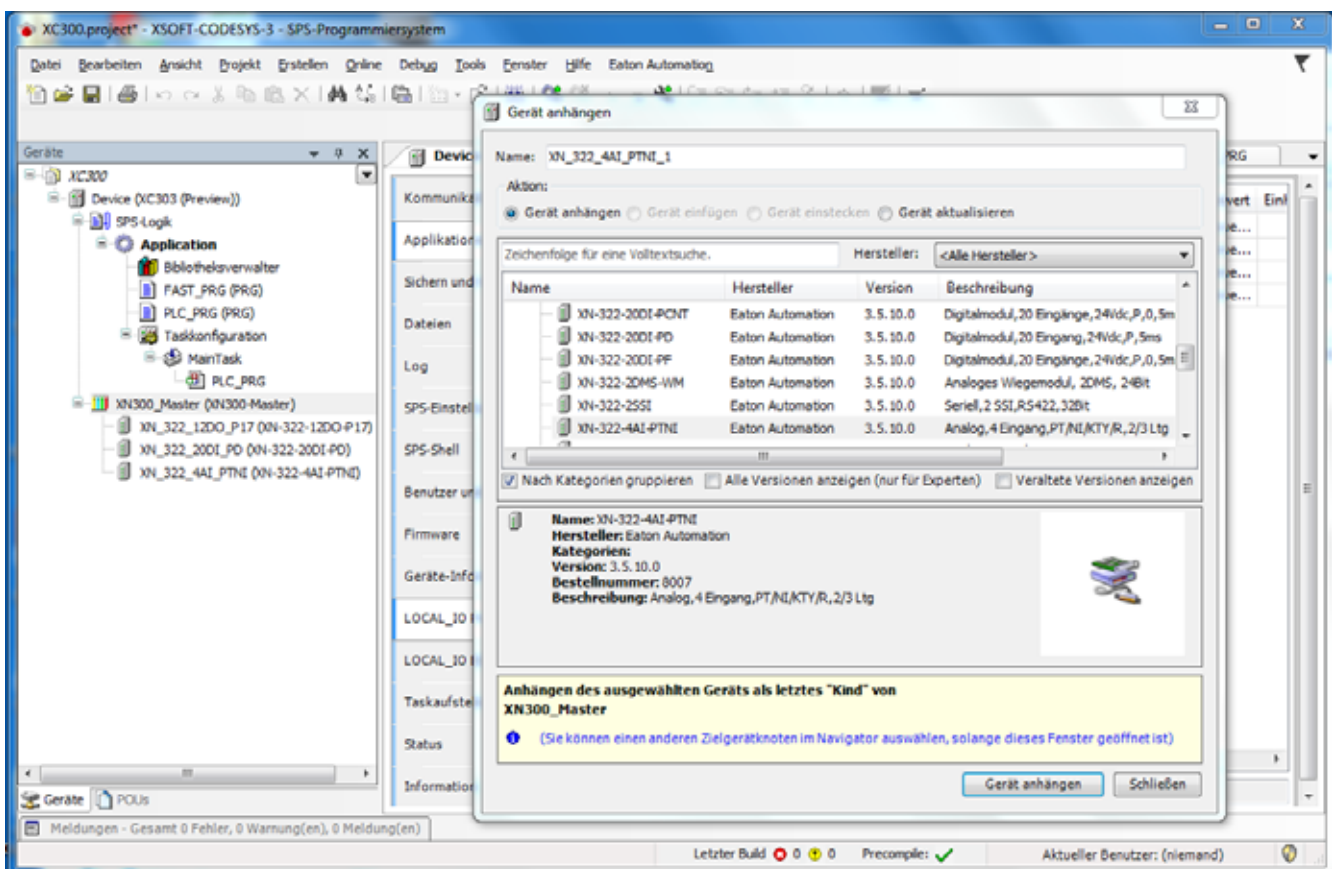 XC300.project* - XSOFT-CODESYS-3 - SPS-Programmiersystem
Datei Bearbeiten Ansicht Projekt Erstellen Online Debug Tools Fenster Hilfe Eaton Automation
Geräte
XC300
Device (XC303 (Preview))
SPS-Logik
Application
Bibliotheksverwalter
FAST_PRG (PRG)
PLC_PRG (PRG)
Taskkonfiguration
MainTask
PLC_PRG
XN300_Master (XN300-Master)
XN_322_12DO_P17 (XN-322-12DO-P17)
XN_322_20DI_PD (XN-322-20DI-PD)
XN_322_4AI_PTNI (XN-322-4AI-PTNI)
Geräte POUs
Devic
Kommunika
Applikation
Sichern und
Dateien
Log
SPS-Einstel
SPS-Shell
Benutzer un
Firmware
Geräte-Info
LOCAL_IO
LOCAL_IO
Taskaufste
Status
Information
vert Einh
Gerät anhängen
Name: XN_322_4AI_PTNI_1
Aktion:
Gerät anhängen Gerät einfügen Gerät einstecken Gerät aktualisieren
Zeichenfolge für eine Volltextsuche. Hersteller: <Alle Hersteller>
Name Hersteller Version Beschreibung
XN-322-20DI-PCNT Eaton Automation 3.5.10.0 Digitalmodul,20 Eingänge,24Vdc,P,0,5m
XN-322-20DI-PD Eaton Automation 3.5.10.0 Digitalmodul,20 Eingang,24Vdc,P,5ms
XN-322-20DI-PF Eaton Automation 3.5.10.0 Digitalmodul,20 Eingänge,24Vdc,P,0,5m
XN-322-2DMS-WM Eaton Automation 3.5.10.0 Analoges Wiegemodul, 2DMS, 24Bit
XN-322-2SSI Eaton Automation 3.5.10.0 Seriell,2 SSI,RS422,32Bit
XN-322-4AI-PTNI Eaton Automation 3.5.10.0 Analog,4 Eingang,PT/NI/KTY/R,2/3 Ltg
Nach Kategorien gruppieren Alle Versionen anzeigen (nur für Experten) Veraltete Versionen anzeigen
Name: XN-322-4AI-PTNI
Hersteller: Eaton Automation
Kategorien:
Version: 3.5.10.0
Bestellnummer: 8007
Beschreibung: Analog,4 Eingang,PT/NI/KTY/R,2/3 Ltg
Anhängen des ausgewählten Geräts als letztes "Kind" von
XN300_Master
(Sie können einen anderen Zielgerätknoten im Navigator auswählen, solange dieses Fenster geöffnet ist)
Gerät anhängen Schließen
Meldungen - Gesamt 0 Fehler, 0 Warnung(en), 0 Meldung(en)
Letzter Build 0 0 Precompile: Aktueller Benutzer: (niemand)